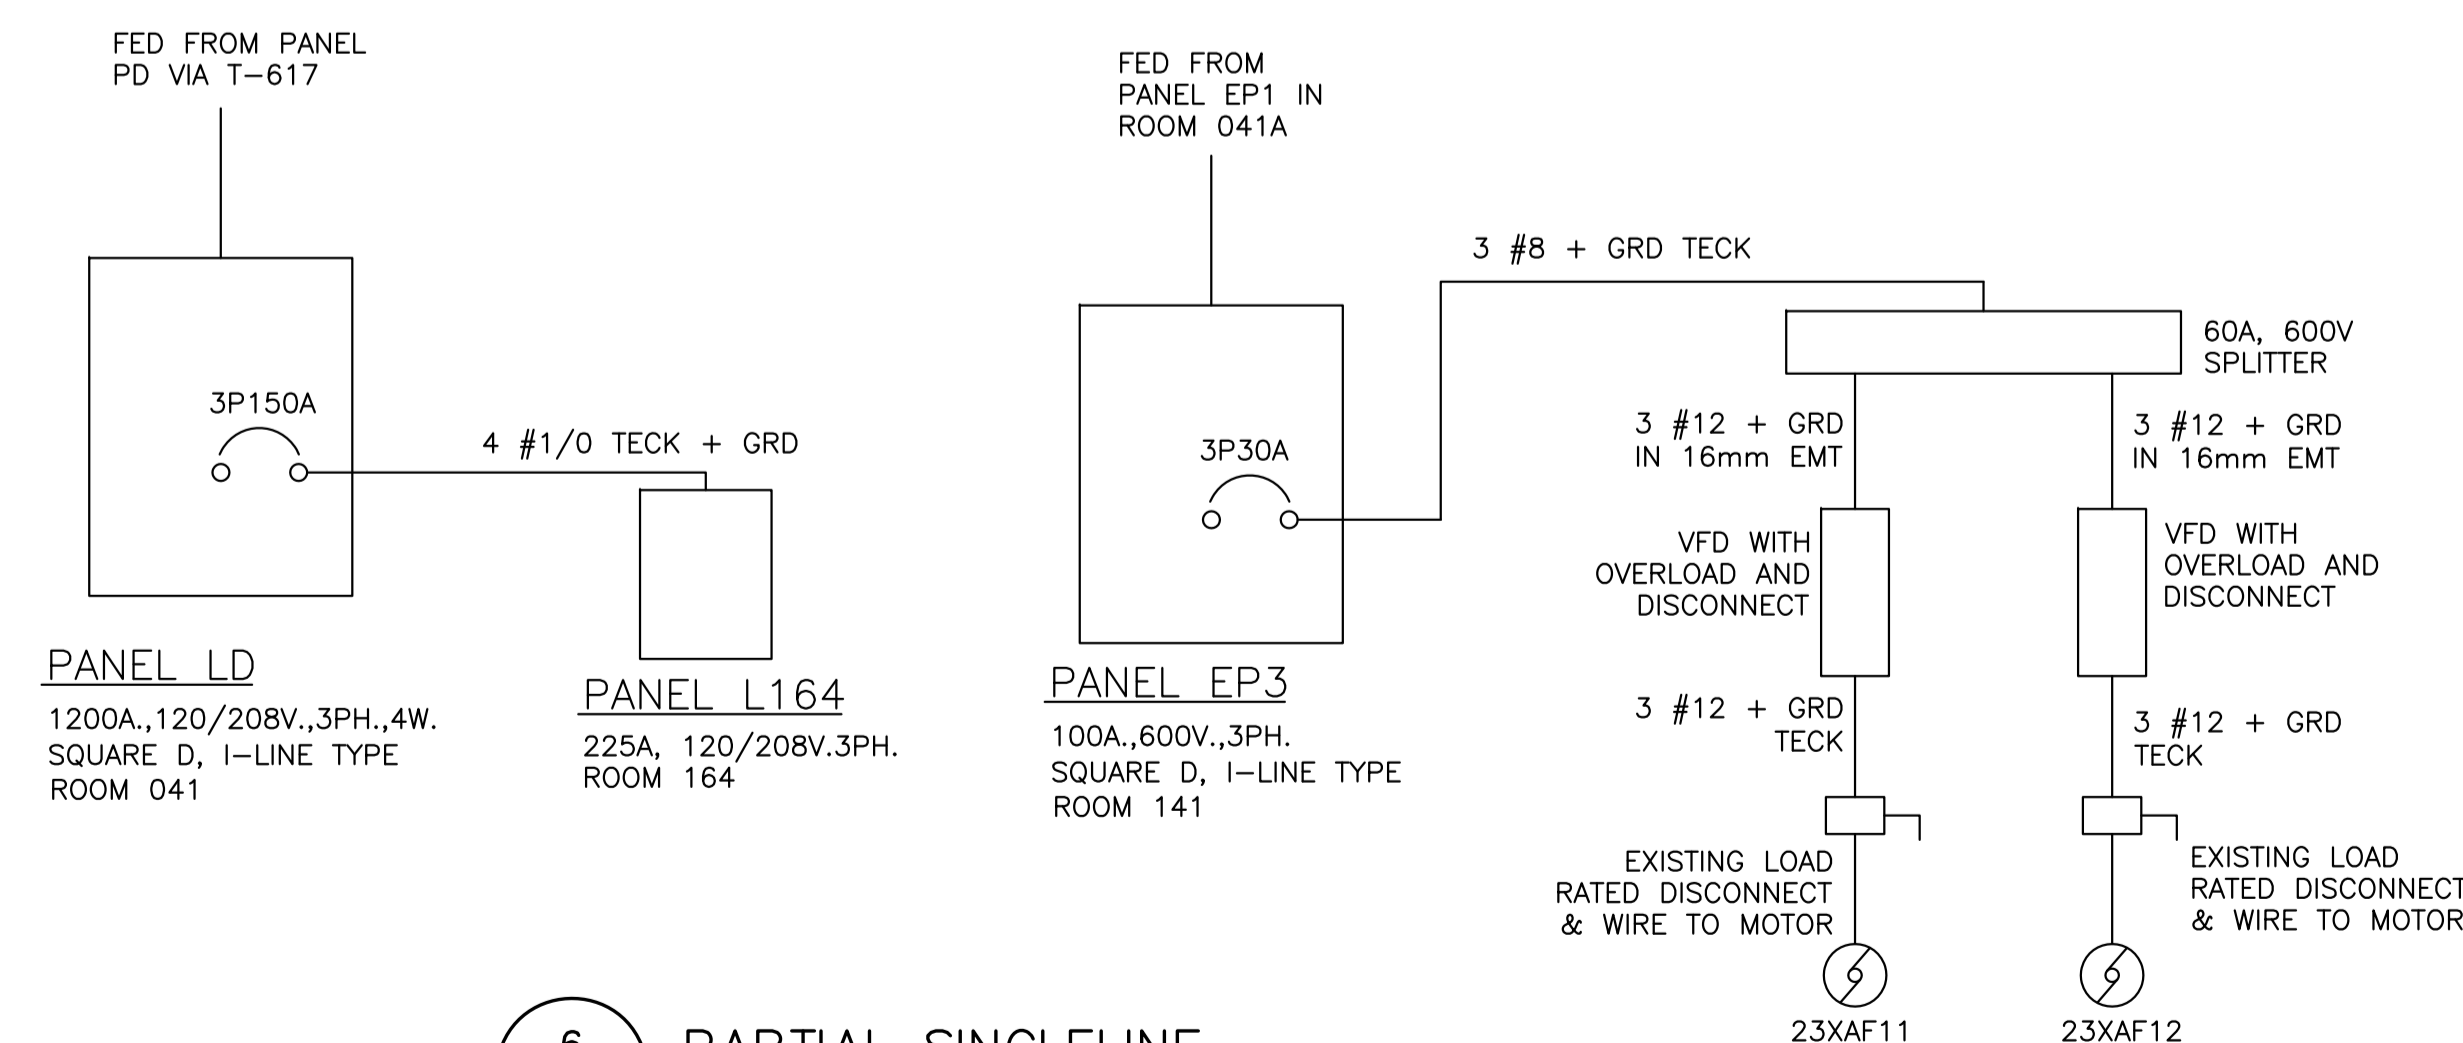 FED FROM PANEL
PD VIA T-617
3P150A
4 #1/0 TECK + GRD
PANEL LD
1200A.,120/208V.,3PH.,4W.
SQUARE D, I-LINE TYPE
ROOM 041
PANEL L164
225A, 120/208V.3PH.
ROOM 164
FED FROM
PANEL EP1 IN
ROOM 041A
3P30A
3 #8 + GRD TECK
PANEL EP3
100A.,600V.,3PH.
SQUARE D, I-LINE TYPE
ROOM 141
60A, 600V
SPLITTER
3 #12 + GRD
IN 16mm EMT
VFD WITH
OVERLOAD AND
DISCONNECT
3 #12 + GRD
TECK
EXISTING LOAD
RATED DISCONNECT
& WIRE TO MOTOR
23XAF11
3 #12 + GRD
IN 16mm EMT
VFD WITH
OVERLOAD AND
DISCONNECT
3 #12 + GRD
TECK
EXISTING LOAD
RATED DISCONNECT
& WIRE TO MOTOR
23XAF12
6
PARTIAL SINGLELINE